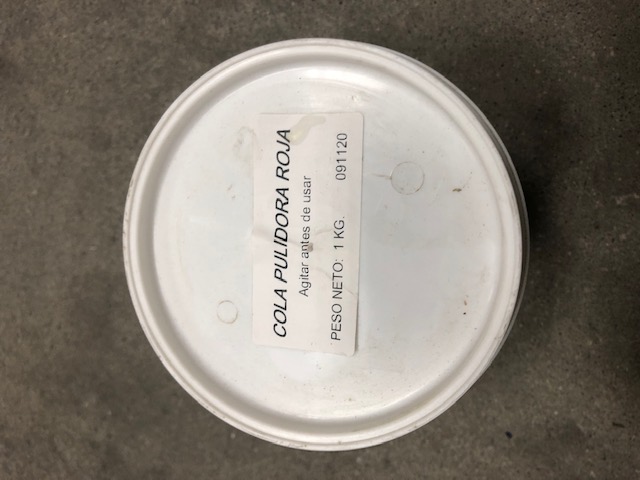 COLA PULIDORA ROJA
Agitar antes de usar
PESO NETO: 1 KG. 091120